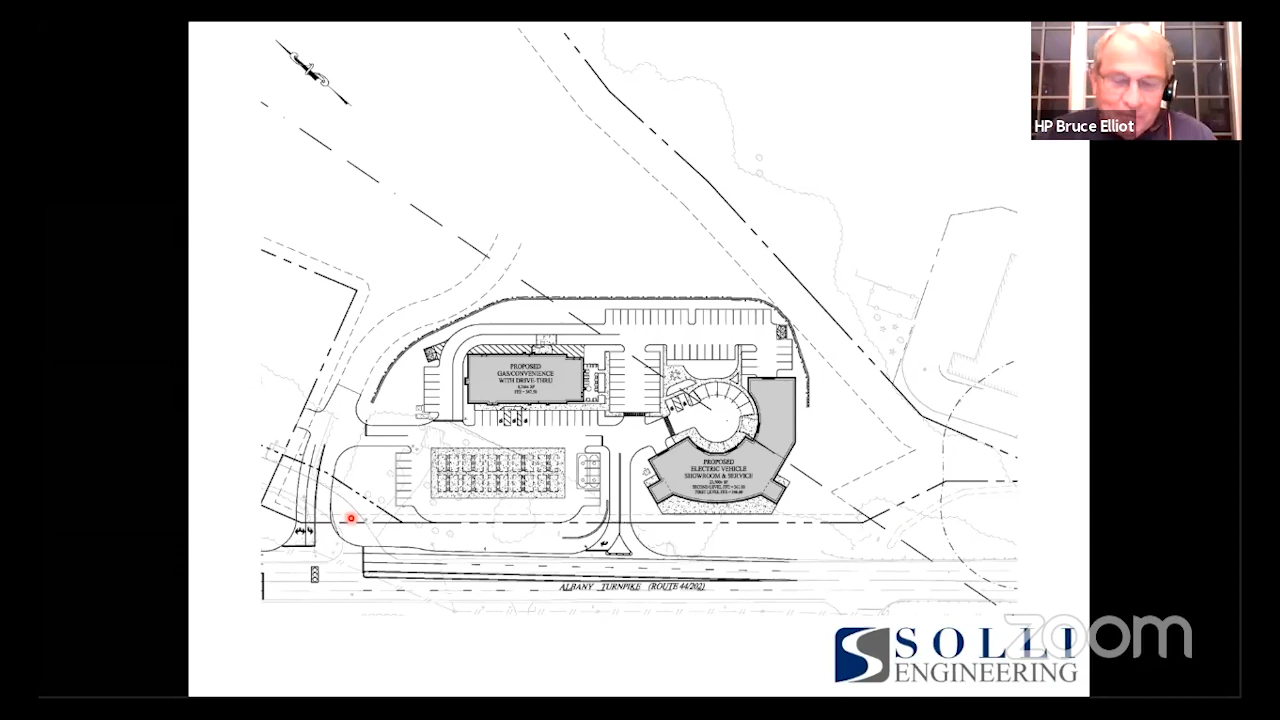 HP Bruce Elliot
PROPOSED
GAS/CONVENIENCE
WITH DRIVE-THRU
PROPOSED
ELECTRIC VEHICLE
SHOWROOM & SERVICE
ALBANY TURNPIKE (ROUTE 44/202)
zoom
SOLLI
ENGINEERING